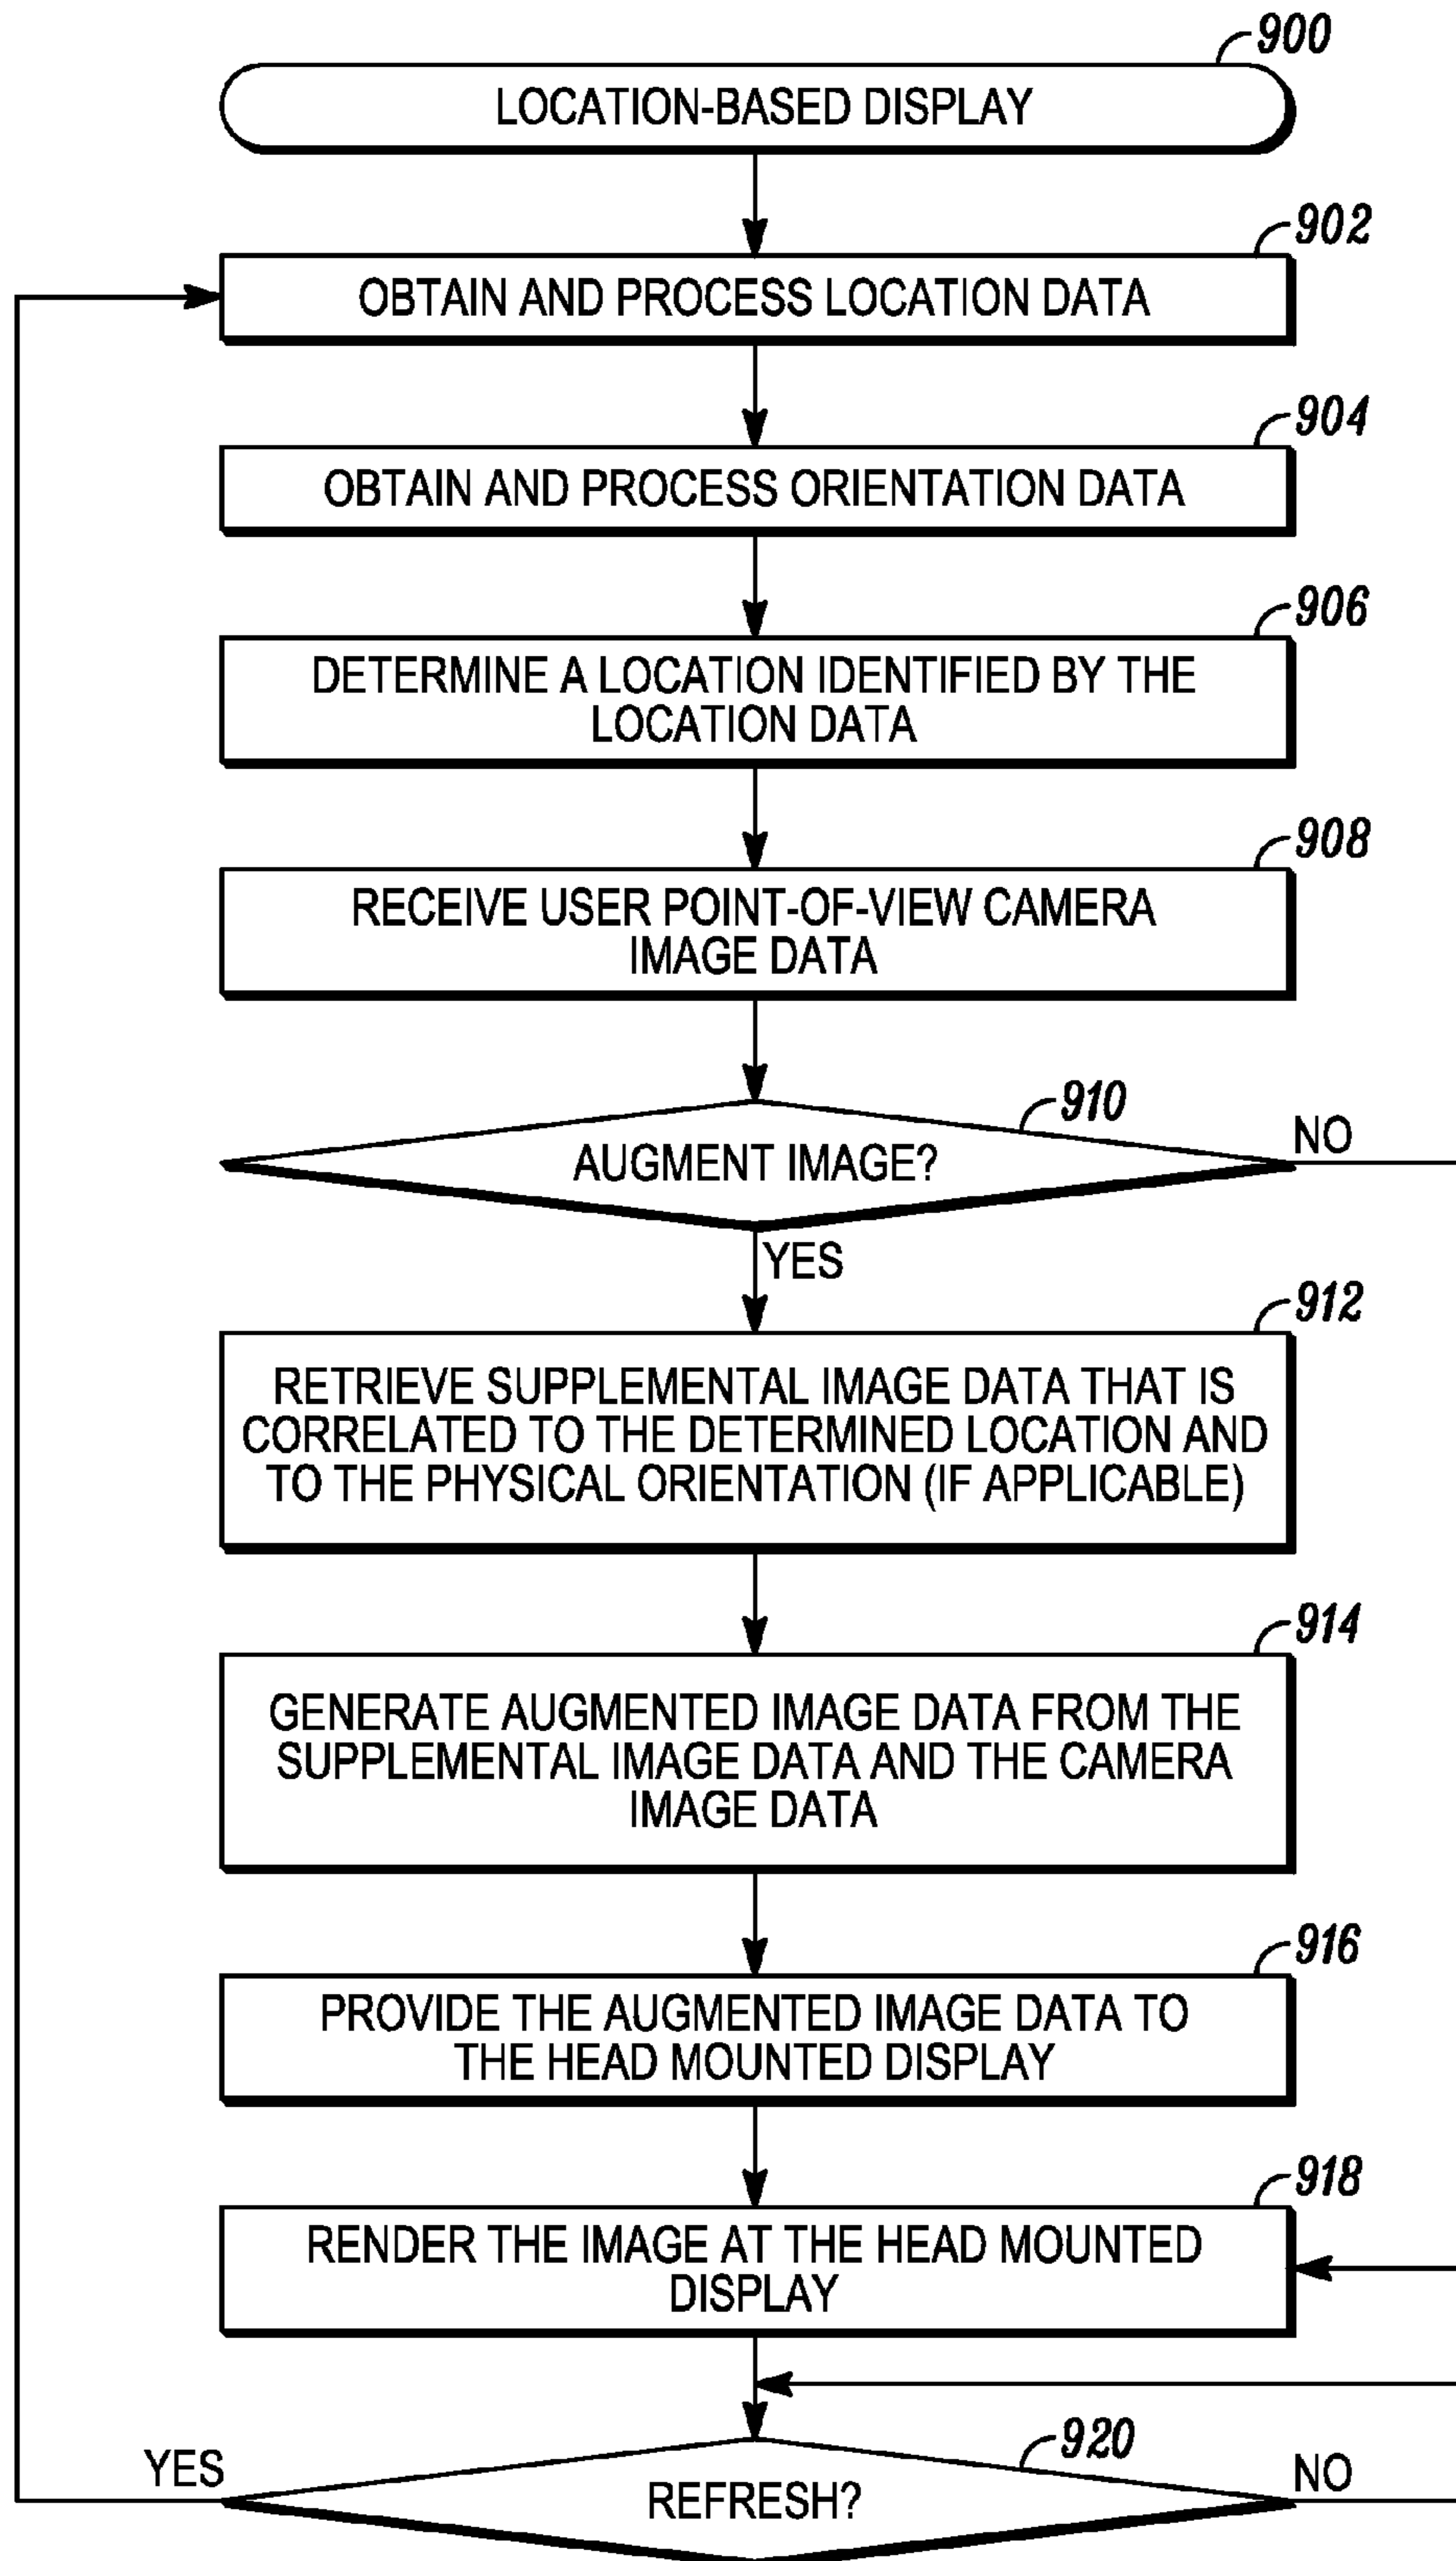 900
LOCATION-BASED DISPLAY
902
OBTAIN AND PROCESS LOCATION DATA
904
OBTAIN AND PROCESS ORIENTATION DATA
906
DETERMINE A LOCATION IDENTIFIED BY THE
LOCATION DATA
908
RECEIVE USER POINT-OF-VIEW CAMERA
IMAGE DATA
910
NO
AUGMENT IMAGE?
YES
912
RETRIEVE SUPPLEMENTAL IMAGE DATA THAT IS
CORRELATED TO THE DETERMINED LOCATION AND
TO THE PHYSICAL ORIENTATION (IF APPLICABLE)
914
GENERATE AUGMENTED IMAGE DATA FROM THE
SUPPLEMENTAL IMAGE DATA AND THE CAMERA
IMAGE DATA
916
PROVIDE THE AUGMENTED IMAGE DATA TO
THE HEAD MOUNTED DISPLAY
918
RENDER THE IMAGE AT THE HEAD MOUNTED
DISPLAY
920
YES
NO
REFRESH?